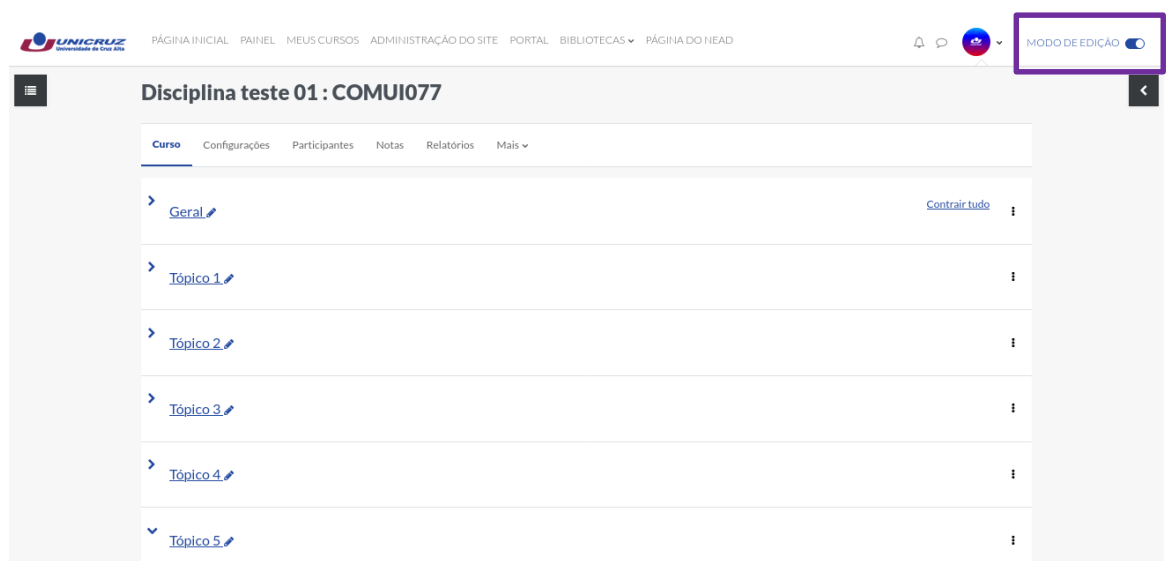 UNICRUZ
Universidade de Cruz Alta
PÁGINA INICIAL PAINEL MEUS CURSOS ADMINISTRAÇÃO DO SITE PORTAL BIBLIOTECAS PÁGINA DO NEAD
MODO DE EDIÇÃO
Disciplina teste 01 : COMUI077
Curso Configurações Participantes Notas Relatórios Mais
Geral
Contrair tudo
Tópico 1
Tópico 2
Tópico 3
Tópico 4
Tópico 5